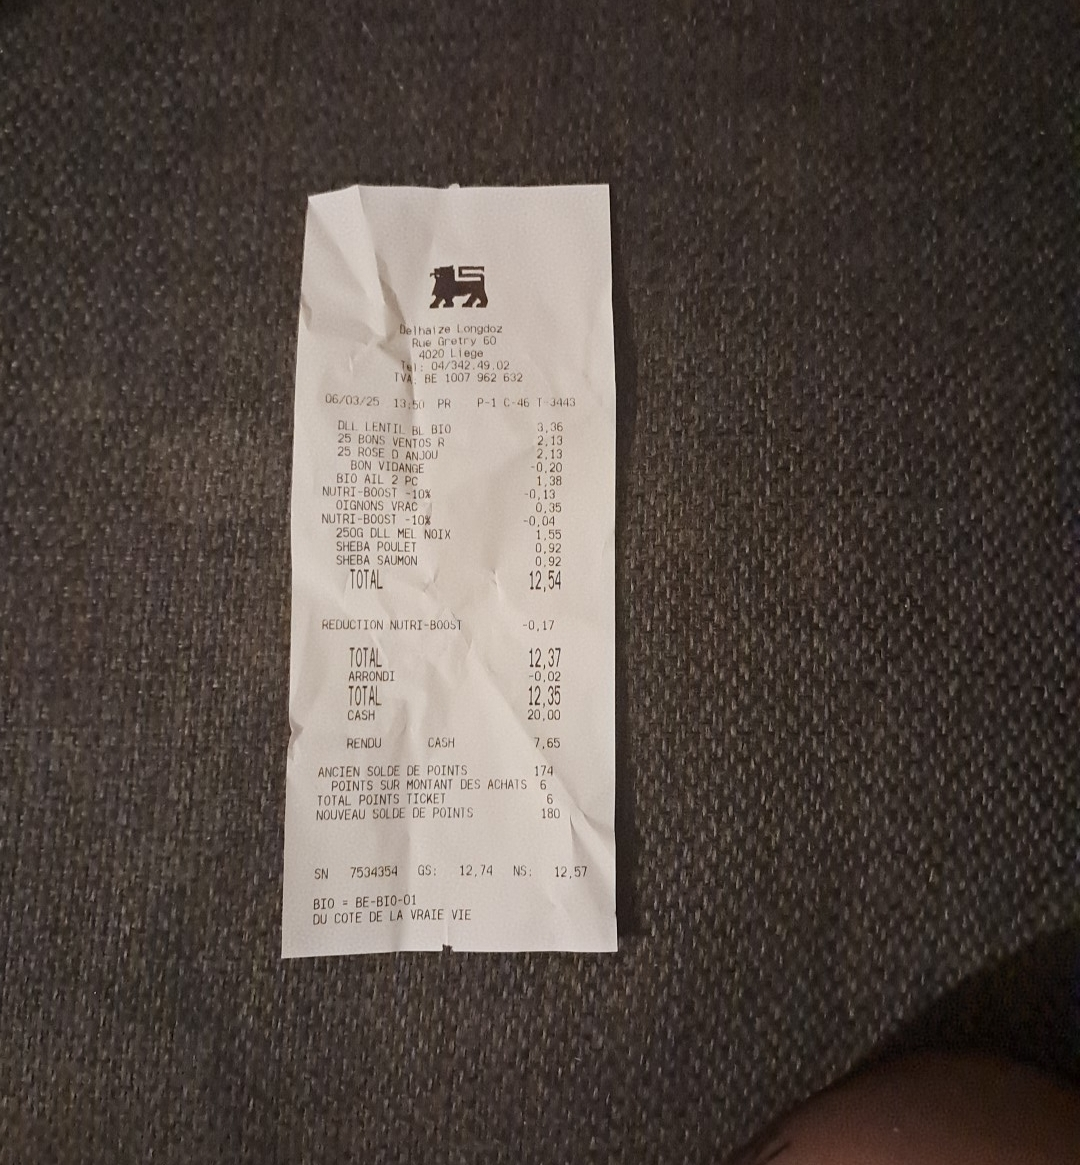 Delhaize Longdoz
Rue Gretry 60
4020 Liege
Tel: 04/342.49.02
TVA: BE 1007 962 632
06/03/25 13:50 PR P-1 C-46 T-3443
DLL LENTIL BL BIO 3,36
25 BONS VENTOS R 2,13
25 ROSE D ANJOU 2,13
BON VIDANGE -0,20
BIO AIL 2 PC 1,38
NUTRI-BOOST -10% -0,13
OIGNONS VRAC 0,35
NUTRI-BOOST -10% -0,04
250G DLL MEL NOIX 1,55
SHEBA POULET 0,92
SHEBA SAUMON 0,92
TOTAL 12,54
REDUCTION NUTRI-BOOST -0,17
TOTAL 12,37
ARRONDI -0,02
TOTAL 12,35
CASH 20,00
RENDU CASH 7,65
ANCIEN SOLDE DE POINTS 174
POINTS SUR MONTANT DES ACHATS 6
TOTAL POINTS TICKET 6
NOUVEAU SOLDE DE POINTS 180
SN 7534354 GS: 12,74 NS: 12,57
BIO = BE-BIO-01
DU COTE DE LA VRAIE VIE